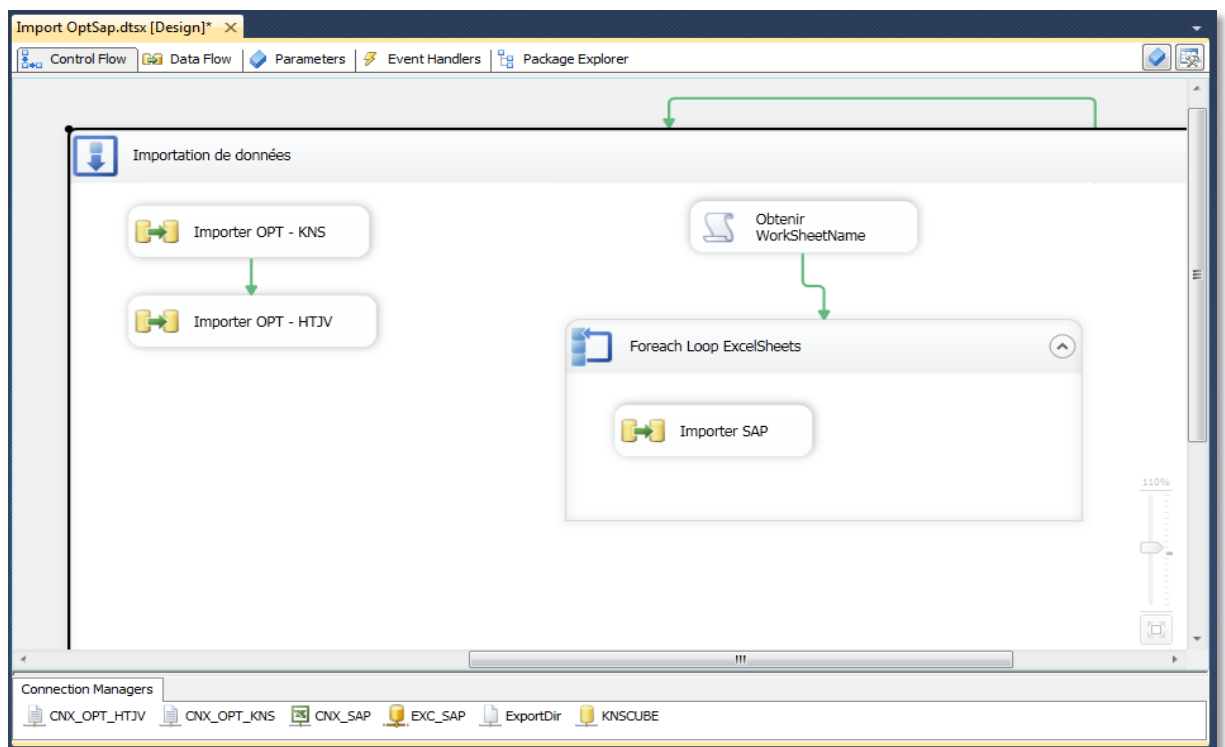 Import OptSap.dtsx [Design]*
Control Flow Data Flow Parameters Event Handlers Package Explorer
Importation de données
Importer OPT - KNS
Obtenir
WorkSheetName
Importer OPT - HTJV
Foreach Loop ExcelSheets
Importer SAP
110%
Connection Managers
CNX_OPT_HTJV CNX_OPT_KNS CNX_SAP EXC_SAP ExportDir KNSCUBE